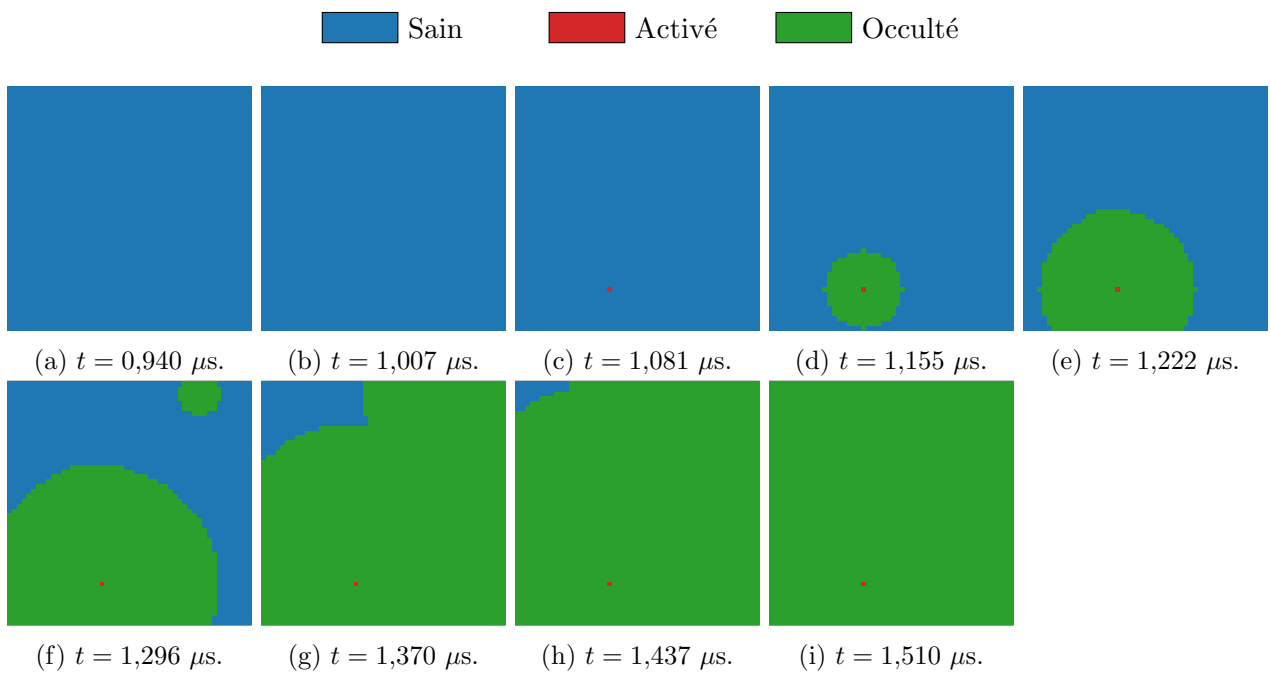 Sain Activé Occulté
(a) t = 0,940 μs. (b) t = 1,007 μs. (c) t = 1,081 μs. (d) t = 1,155 μs. (e) t = 1,222 μs.
(f) t = 1,296 μs. (g) t = 1,370 μs. (h) t = 1,437 μs. (i) t = 1,510 μs.